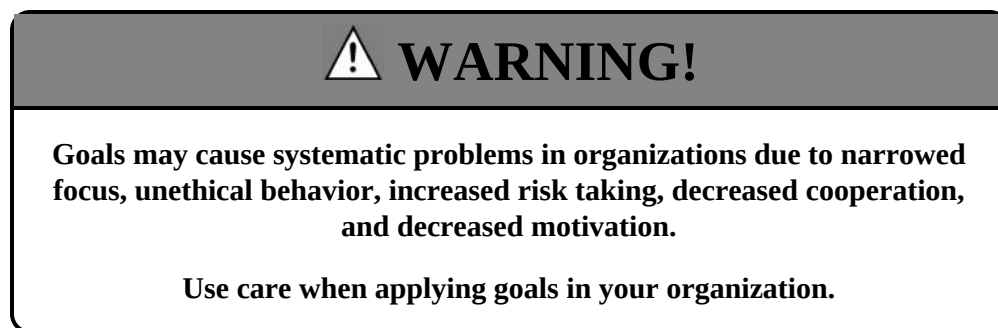 WARNING!
Goals may cause systematic problems in organizations due to narrowed
focus, unethical behavior, increased risk taking, decreased cooperation,
and decreased motivation.
Use care when applying goals in your organization.